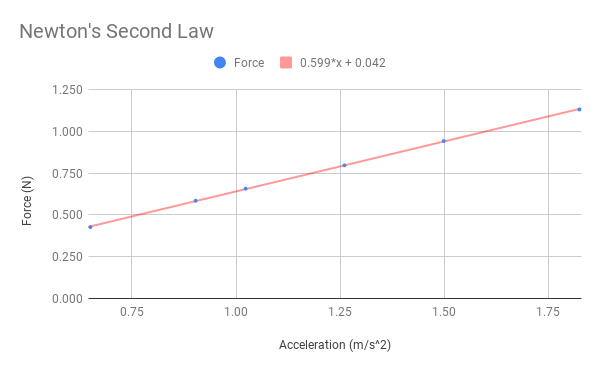 Newton's Second Law
Force 0.599*x + 0.042
1.250
1.000
0.750
0.500
0.250
0.000
Force (N)
0.75 1.00 1.25 1.50 1.75
Acceleration (m/s^2)